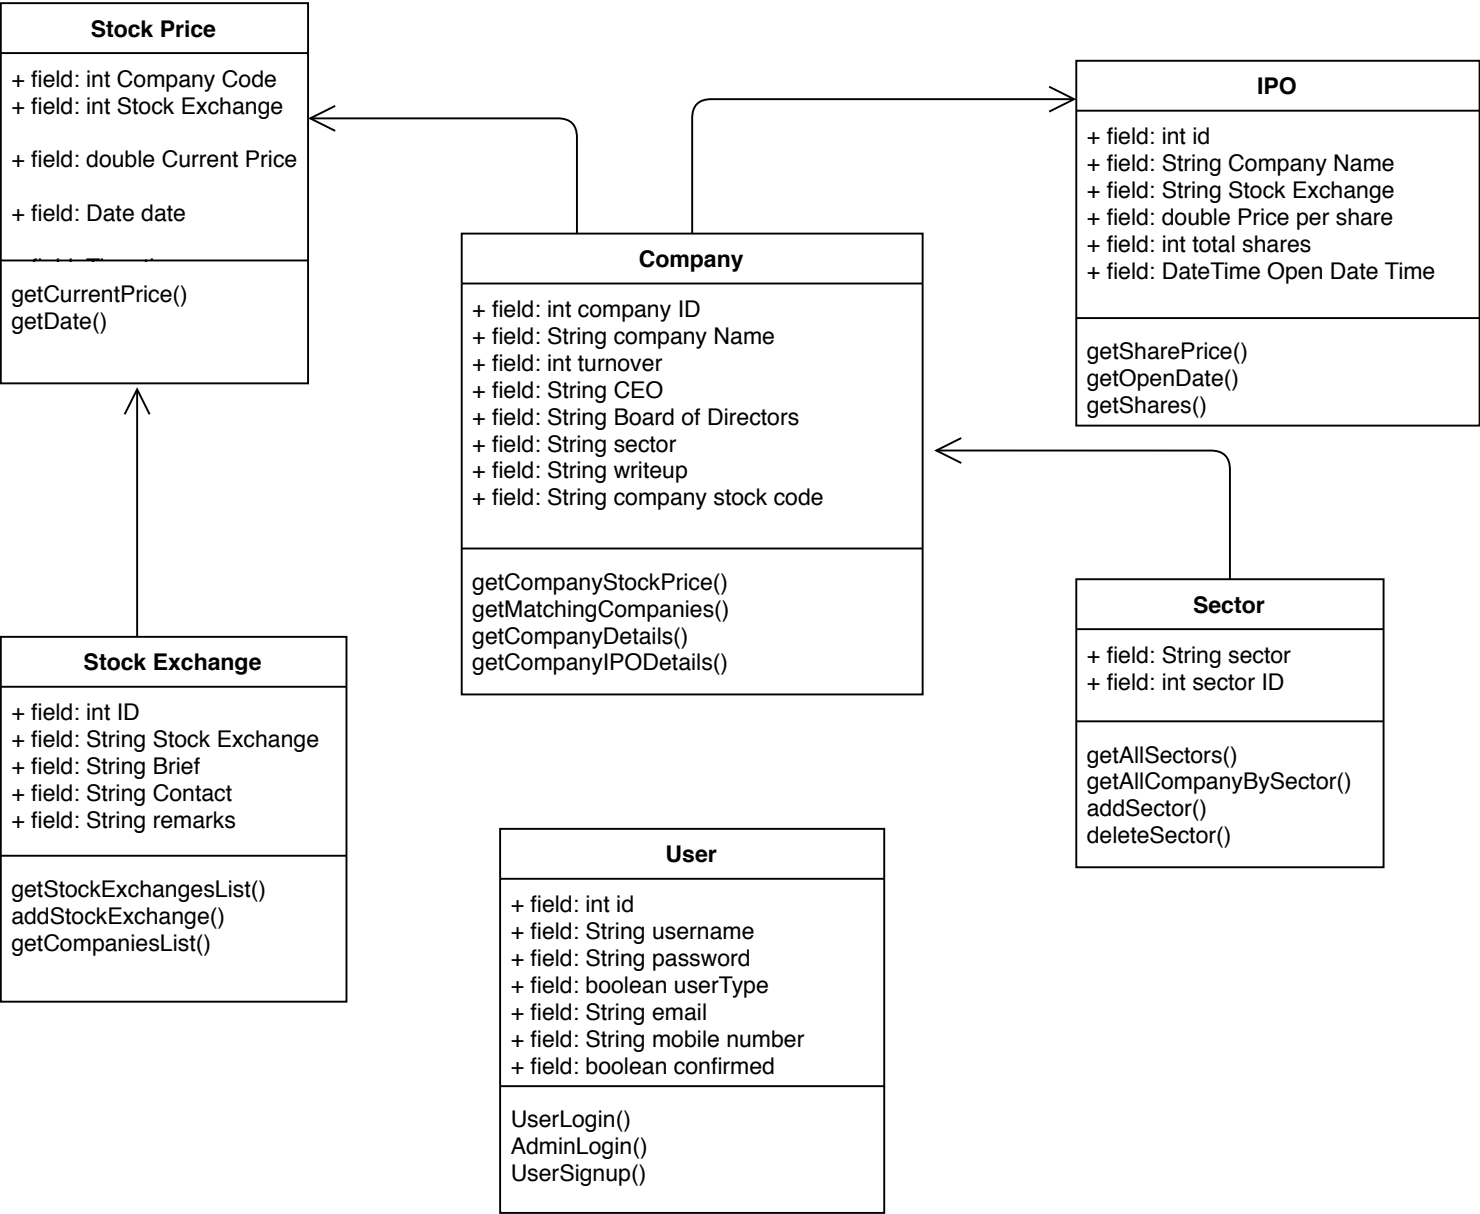 Stock Price
+ field: int Company Code
+ field: int Stock Exchange
+ field: double Current Price
+ field: Date date
getCurrentPrice()
getDate()
IPO
+ field: int id
+ field: String Company Name
+ field: String Stock Exchange
+ field: double Price per share
+ field: int total shares
+ field: DateTime Open Date Time
getSharePrice()
getOpenDate()
getShares()
Company
+ field: int company ID
+ field: String company Name
+ field: int turnover
+ field: String CEO
+ field: String Board of Directors
+ field: String sector
+ field: String writeup
+ field: String company stock code
getCompanyStockPrice()
getMatchingCompanies()
getCompanyDetails()
getCompanyIPODetails()
Sector
+ field: String sector
+ field: int sector ID
getAllSectors()
getAllCompanyBySector()
addSector()
deleteSector()
Stock Exchange
+ field: int ID
+ field: String Stock Exchange
+ field: String Brief
+ field: String Contact
+ field: String remarks
getStockExchangesList()
addStockExchange()
getCompaniesList()
User
+ field: int id
+ field: String username
+ field: String password
+ field: boolean userType
+ field: String email
+ field: String mobile number
+ field: boolean confirmed
UserLogin()
AdminLogin()
UserSignup()